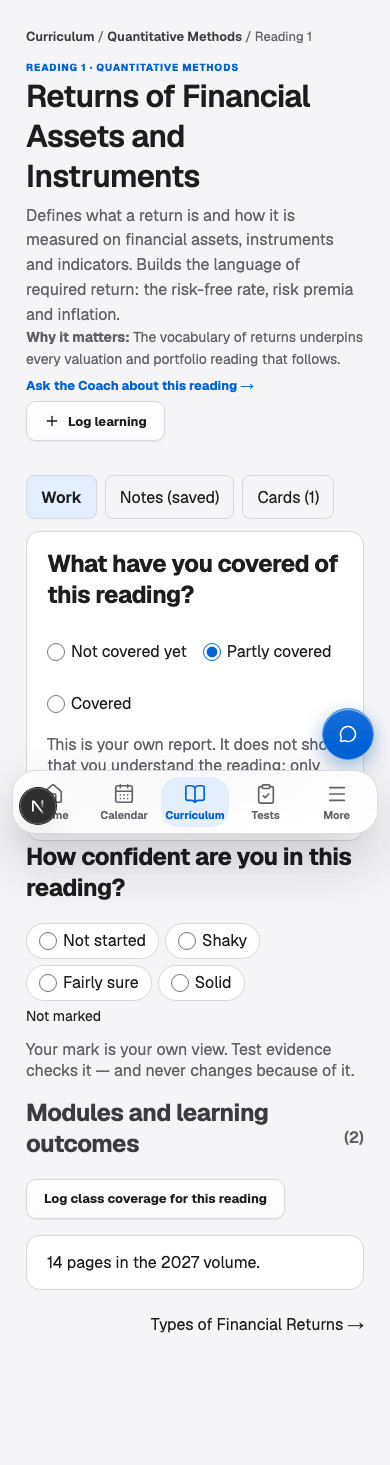 Curriculum / Quantitative Methods / Reading 1
READING 1 · QUANTITATIVE METHODS
Returns of Financial
Assets and
Instruments
Defines what a return is and how it is
measured on financial assets, instruments
and indicators. Builds the language of
required return: the risk-free rate, risk premia
and inflation.
Why it matters: The vocabulary of returns underpins
every valuation and portfolio reading that follows.
Ask the Coach about this reading →
+ Log learning
Work Notes (saved) Cards (1)
What have you covered of
this reading?
Not covered yet Partly covered
Covered
This is your own report. It does not
that you understand the reading; only
N Calendar Curriculum Tests More
How confident are you in this
reading?
Not started Shaky
Fairly sure Solid
Not marked
Your mark is your own view. Test evidence
checks it — and never changes because of it.
Modules and learning
outcomes (2)
Log class coverage for this reading
14 pages in the 2027 volume.
Types of Financial Returns →